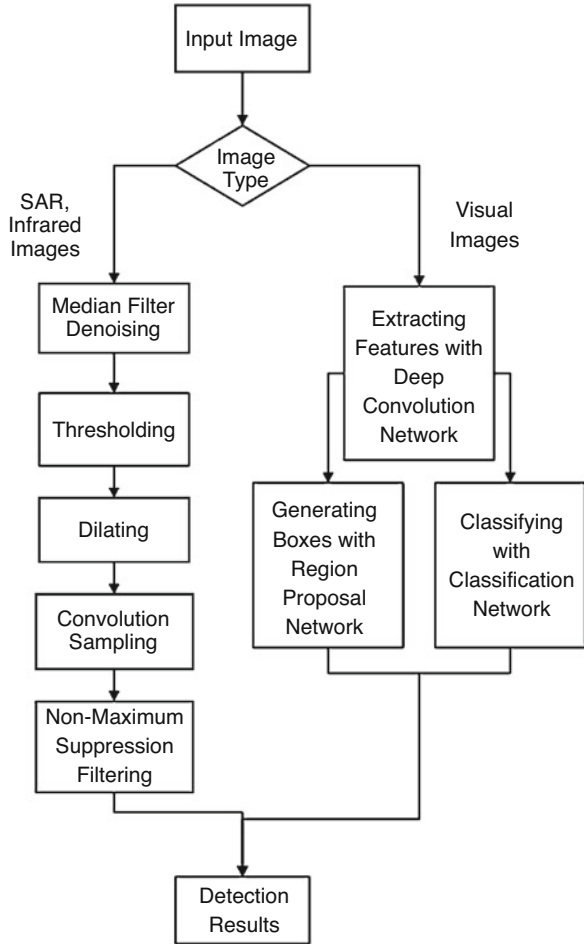 Input Image
Image
Type
SAR,
Infrared
Images
Visual
Images
Median Filter
Denoising
Thresholding
Dilating
Convolution
Sampling
Non-Maximum
Suppression
Filtering
Extracting
Features with
Deep
Convolution
Network
Generating
Boxes with
Region
Proposal
Network
Classifying
with
Classification
Network
Detection
Results